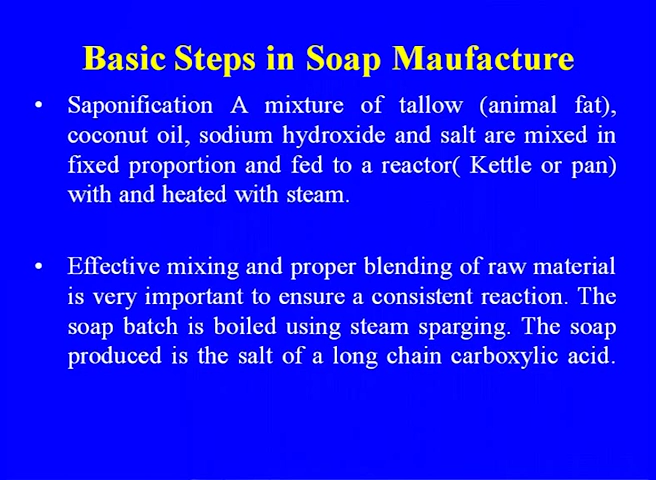 Basic Steps in Soap Maufacture
• Saponification A mixture of tallow (animal fat),
coconut oil, sodium hydroxide and salt are mixed in
fixed proportion and fed to a reactor( Kettle or pan)
with and heated with steam.
• Effective mixing and proper blending of raw material
is very important to ensure a consistent reaction. The
soap batch is boiled using steam sparging. The soap
produced is the salt of a long chain carboxylic acid.